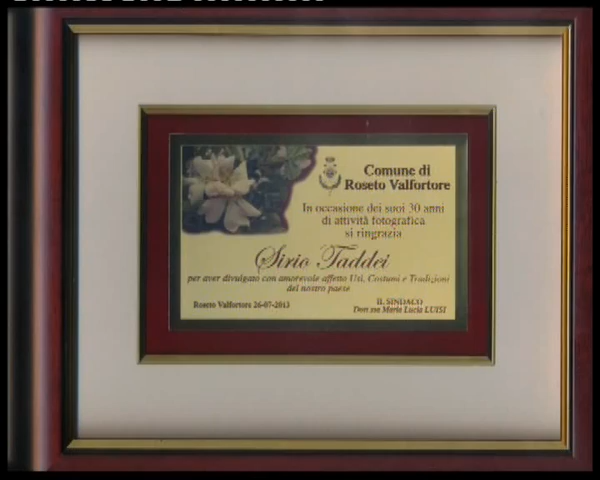 Comune di
Roseto Valfortore
In occasione dei suoi 30 anni
di attività fotografica
si ringrazia
Sirio Taddei
per aver divulgato con amorevole affetto Usi, Costumi e Tradizioni
del nostro paese
Roseto Valfortore 26-07-2013
IL SINDACO
Dott.ssa Maria Lucia LUISI